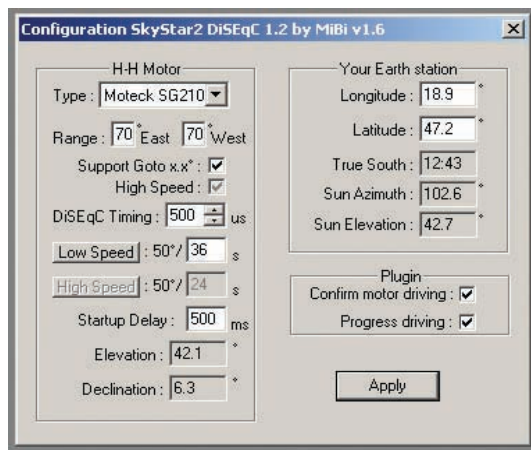 Configuration SkyStar2 DiSEqC 1.2 by MiBi v1.6
H-H Motor
Type : Moteck SG210
Range : 70 ° East 70 ° West
Support Goto x.x° :
High Speed :
DiSEqC Timing : 500 us
Low Speed : 50°/ 36 s
High Speed : 50°/ 24 s
Startup Delay : 500 ms
Elevation : 42.1 °
Declination : 6.3 °
Your Earth station
Longitude : 18.9 °
Latitude : 47.2 °
True South : 12:43
Sun Azimuth : 102.6 °
Sun Elevation : 42.7 °
Plugin
Confirm motor driving :
Progress driving :
Apply